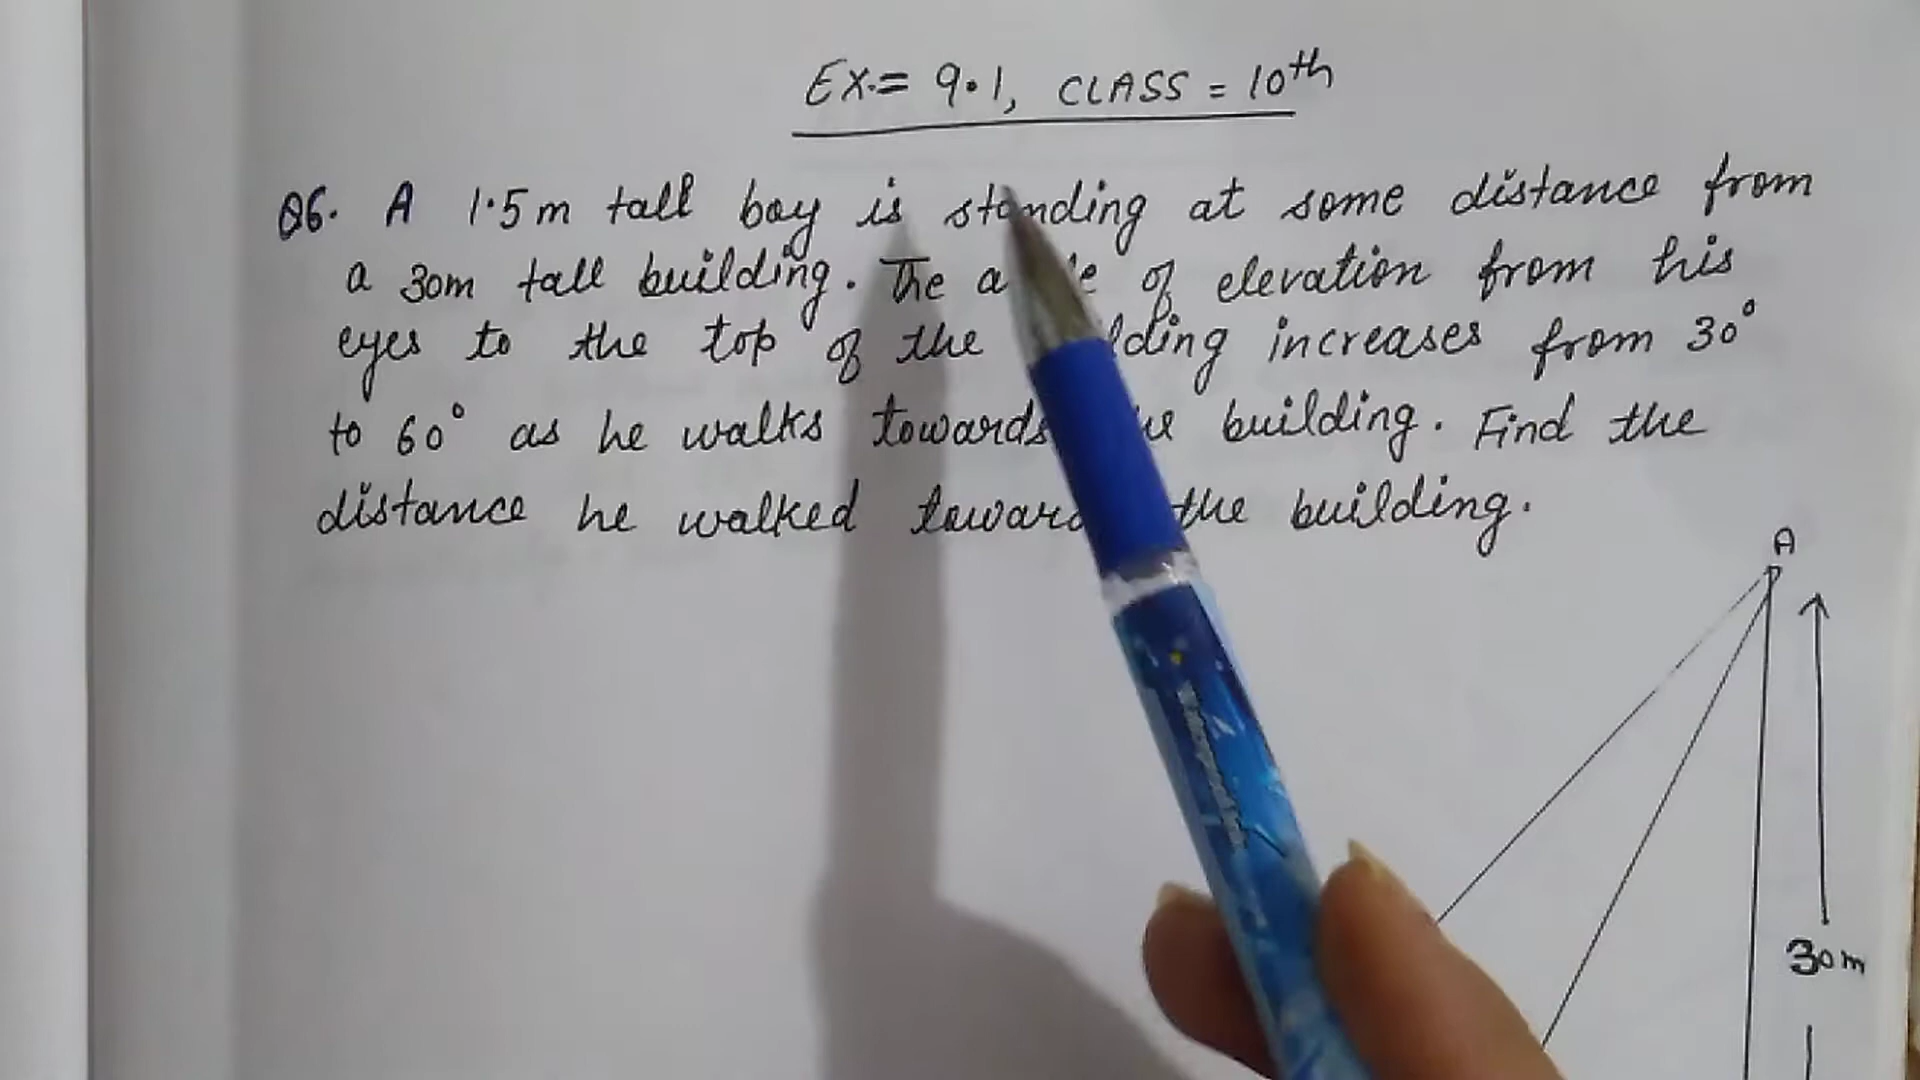 EX.= 9.1, CLASS = 10th
Q6. A 1.5m tall boy is standing at some distance from
a 30m tall building. The a le of elevation from his
eyes to the top of the lding increases from 30°
to 60° as he walks towards building. Find the
distance he walked toward the building.
A
30m